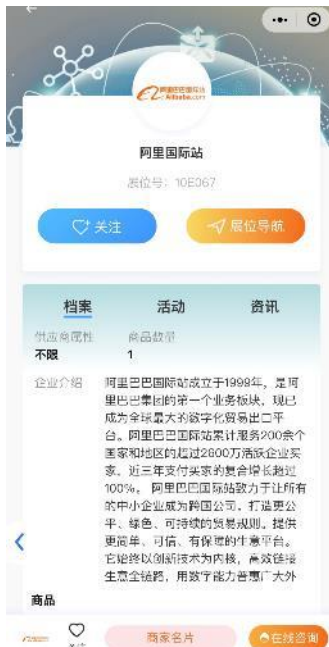 阿里巴巴国际站
Alibaba.com
阿里国际站
展位号：10E067
关注
展位导航
档案
活动
资讯
供应商属性
商品数量
不限
1
企业介绍
阿里巴巴国际站成立于1999年，是阿
里巴巴集团的第一个业务板块，现已
成为全球最大的数字化贸易出口平
台。阿里巴巴国际站累计服务200余个
国家和地区的超过2600万活跃企业买
家，近三年支付买家的复合增长超过
100%。 阿里巴巴国际站致力于让所有
的中小企业成为跨国公司。打造更公
平、绿色、可持续的贸易规则。提供
更简单、可信、有保障的生意平台。
它始终以创新技术为内核，高效链接
生意全链路，用数字能力普惠广大外
商品
商家名片
在线咨询